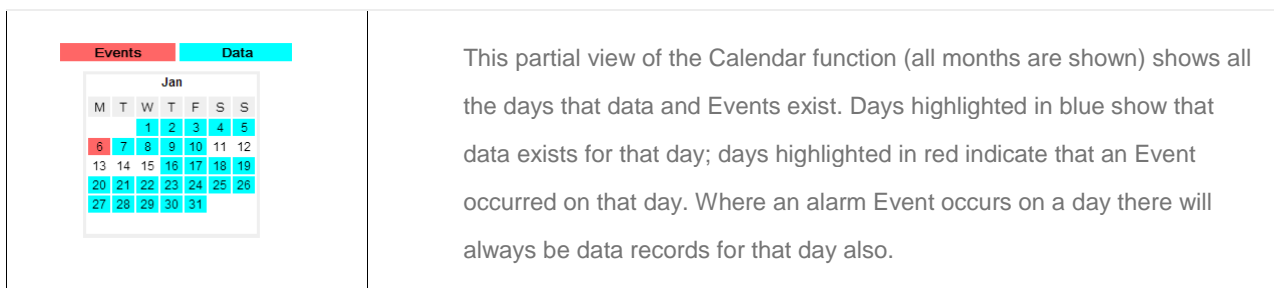 Events Data
Jan
M T W T F S S
1 2 3 4 5
6 7 8 9 10 11 12
13 14 15 16 17 18 19
20 21 22 23 24 25 26
27 28 29 30 31
This partial view of the Calendar function (all months are shown) shows all
the days that data and Events exist. Days highlighted in blue show that
data exists for that day; days highlighted in red indicate that an Event
occurred on that day. Where an alarm Event occurs on a day there will
always be data records for that day also.